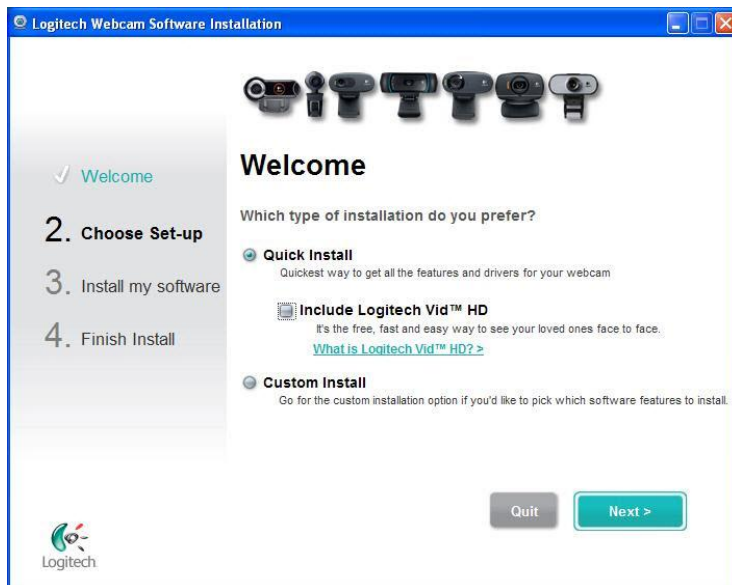 Logitech Webcam Software Installation
Welcome
2. Choose Set-up
3. Install my software
4. Finish Install
Logitech
Welcome
Which type of installation do you prefer?
Quick Install
Quickest way to get all the features and drivers for your webcam
Include Logitech Vid™ HD
It's the free, fast and easy way to see your loved ones face to face.
What is Logitech Vid™ HD? >
Custom Install
Go for the custom installation option if you'd like to pick which software features to install.
Quit
Next >